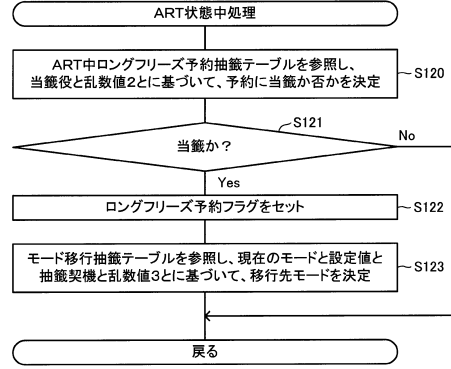 ART状態中処理
ART中ロングフリーズ予約抽籤テーブルを参照し、
当籤役と乱数値2とに基づいて、予約に当籤か否かを決定
S120
S121
当籤か？
No
Yes
ロングフリーズ予約フラグをセット
S122
モード移行抽籤テーブルを参照し、現在のモードと設定値と
抽籤契機と乱数値3とに基づいて、移行先モードを決定
S123
戻る